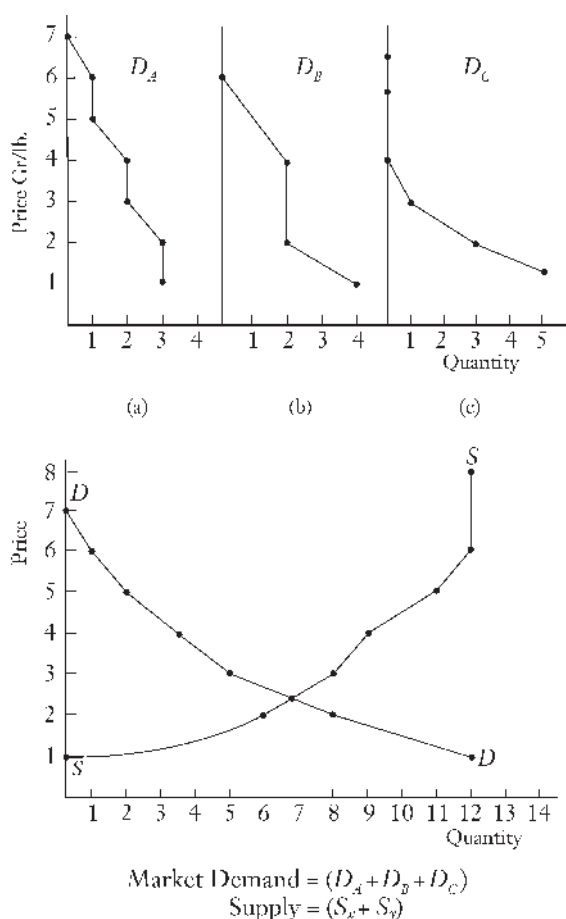 7
6
5
4
3
2
1
Price Gr/lb.
D_A
D_B
D_C
1 2 3 4
1 2 3 4
1 2 3 4 5
Quantity
(a)
(b)
(c)
8
7
6
5
4
3
2
1
Price
D
S
S
D
1 2 3 4 5 6 7 8 9 10 11 12 13 14
Quantity
Market Demand = (D_A + D_B + D_C)
Supply = (S_x + S_y)